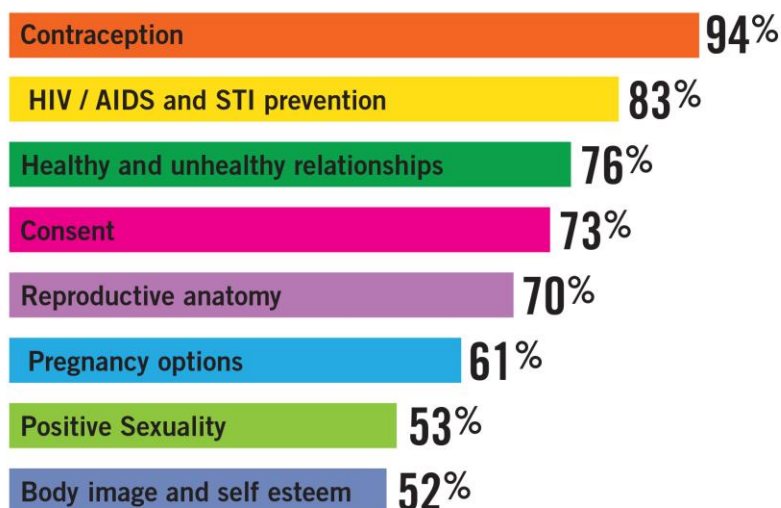 Contraception 94%
HIV / AIDS and STI prevention 83%
Healthy and unhealthy relationships 76%
Consent 73%
Reproductive anatomy 70%
Pregnancy options 61%
Positive Sexuality 53%
Body image and self esteem 52%